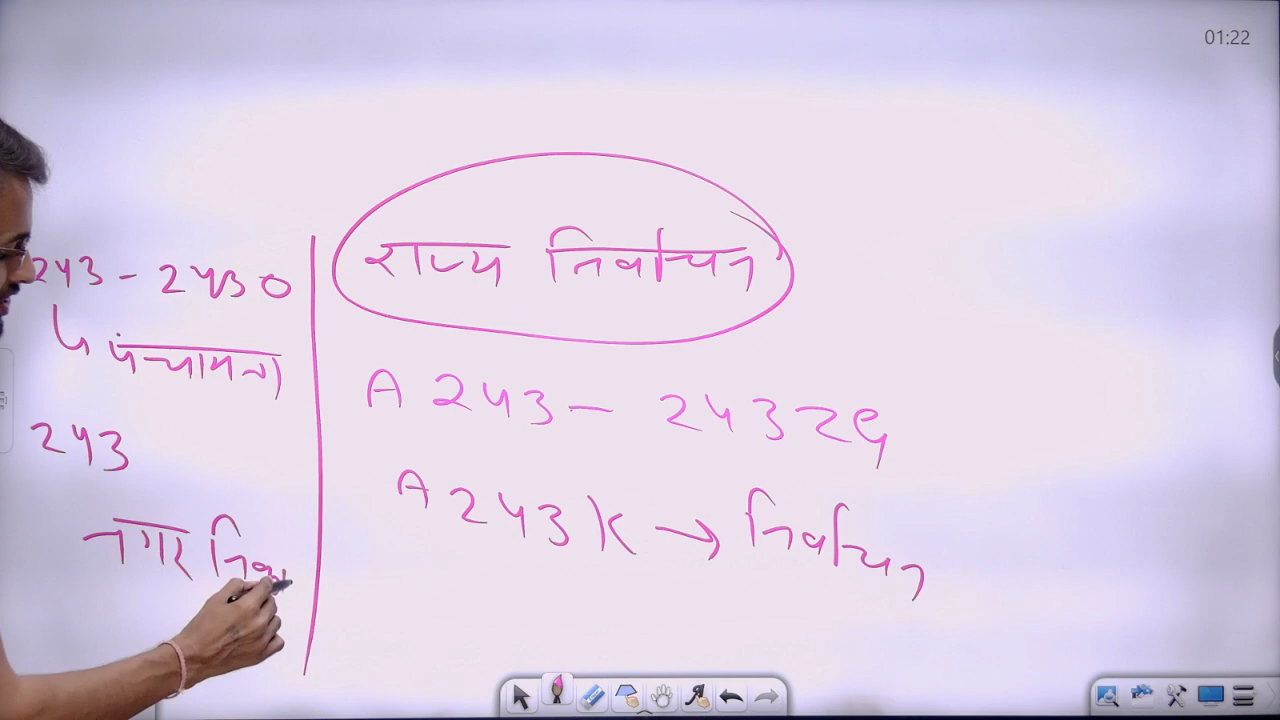 01:22
राज्य निर्वाचन
243 - 243O
पंचायत
243
नगर निका
A 243 - 243ZG
A 243K → निर्वाचन